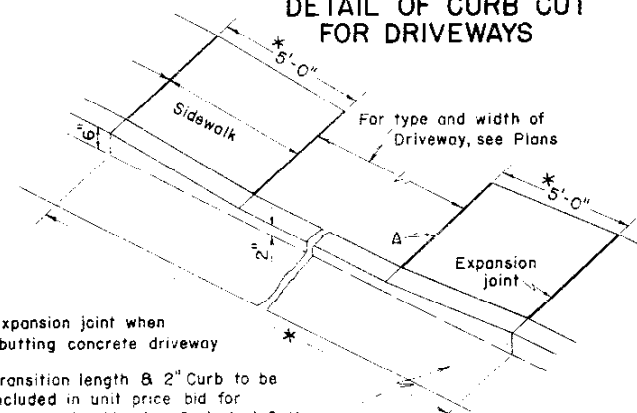 DETAIL OF CURB CUT
FOR DRIVEWAYS
* 5'-0"
Sidewalk
For type and width of
Driveway, see Plans
6"
* 5'-0"
2"
Δ
Expansion
joint
*
xpansion joint when
butting concrete driveway
ransition length & 2" Curb to be
cluded in unit price bid for